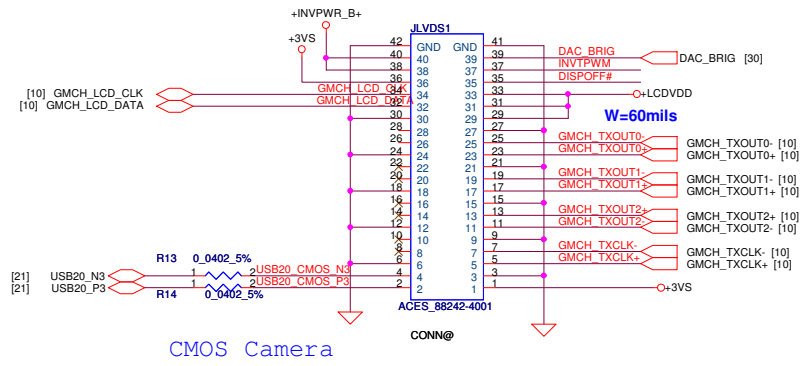 +INVPWR_B+
+3VS
JLVDS1
42 GND GND 41
40 40 39 39 DAC_BRIG DAC_BRIG [30]
38 38 37 37 INVTPWM
36 36 35 35 DISPOFF#
[10] GMCH_LCD_CLK GMCH_LCD_CLK 34 34 33 33 +LCDVDD
[10] GMCH_LCD_DATA GMCH_LCD_DATA 32 32 31 31
30 30 29 29 W=60mils
28 28 27 27
26 26 25 25 GMCH_TXOUT0- GMCH_TXOUT0- [10]
24 24 23 23 GMCH_TXOUT0+ GMCH_TXOUT0+ [10]
22 22 21 21
20 20 19 19 GMCH_TXOUT1- GMCH_TXOUT1- [10]
18 18 17 17 GMCH_TXOUT1+ GMCH_TXOUT1+ [10]
16 16 15 15
14 14 13 13 GMCH_TXOUT2+ GMCH_TXOUT2+ [10]
12 12 11 11 GMCH_TXOUT2- GMCH_TXOUT2- [10]
10 10 9 9
8 8 7 7 GMCH_TXCLK- GMCH_TXCLK- [10]
6 6 5 5 GMCH_TXCLK+ GMCH_TXCLK+ [10]
R13 0_0402_5%
[21] USB20_N3 1 2 USB20_CMOS_N3 4 4 3 3
[21] USB20_P3 1 2 USB20_CMOS_P3 2 2 1 1 +3VS
R14 0_0402_5%
ACES_88242-4001
CONN@
CMOS Camera